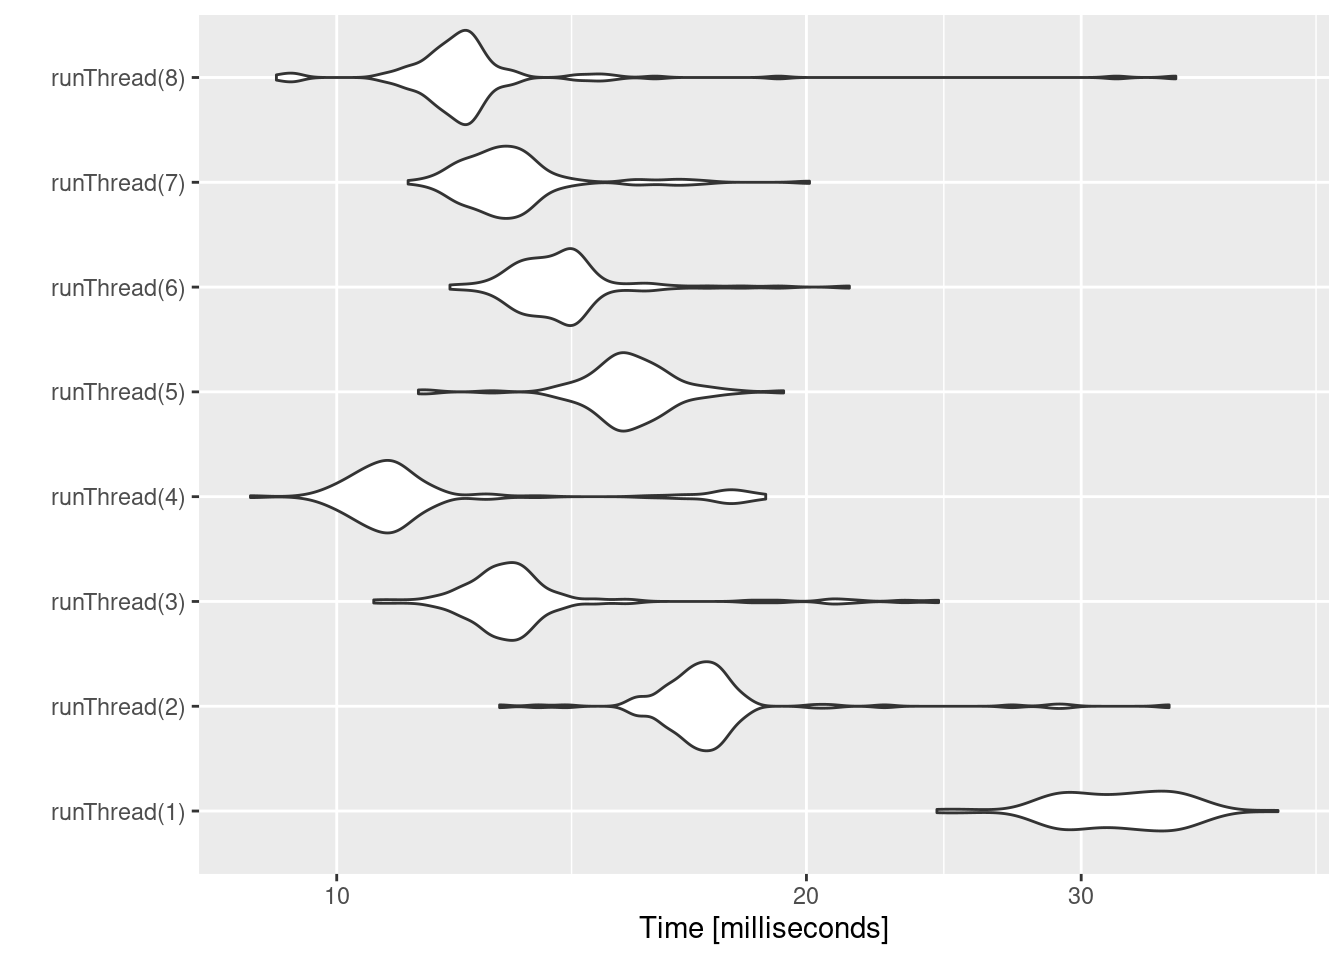 runThread(8)
runThread(7)
runThread(6)
runThread(5)
runThread(4)
runThread(3)
runThread(2)
runThread(1)
10 20 30
Time [milliseconds]